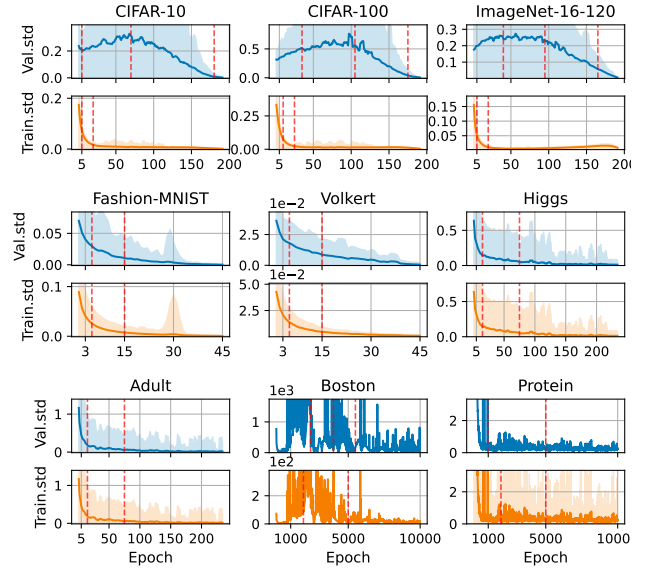 CIFAR-10 CIFAR-100 ImageNet-16-120
Val.std 0.2 0.0 0.5 0.0 0.3 0.2 0.1
Train.std 0.2 0.0 0.25 0.00 0.15 0.10 0.05
5 50 100 150 200 5 50 100 150 200 5 50 100 150 200
Fashion-MNIST Volkert Higgs
1e−2
Val.std 0.05 0.00 2.5 0.0 0.5 0.0
1e−2
Train.std 0.1 0.0 5.0 2.5 0.5 0.0
3 15 30 45 3 15 30 45 5 50 100 150 200
Adult Boston Protein
1e3
Val.std 1 0 1 0 2 0
1e2
Train.std 1 0 2 0 2 0
5 50 100 150 200 1000 5000 10000 1000 5000 10000
Epoch Epoch Epoch